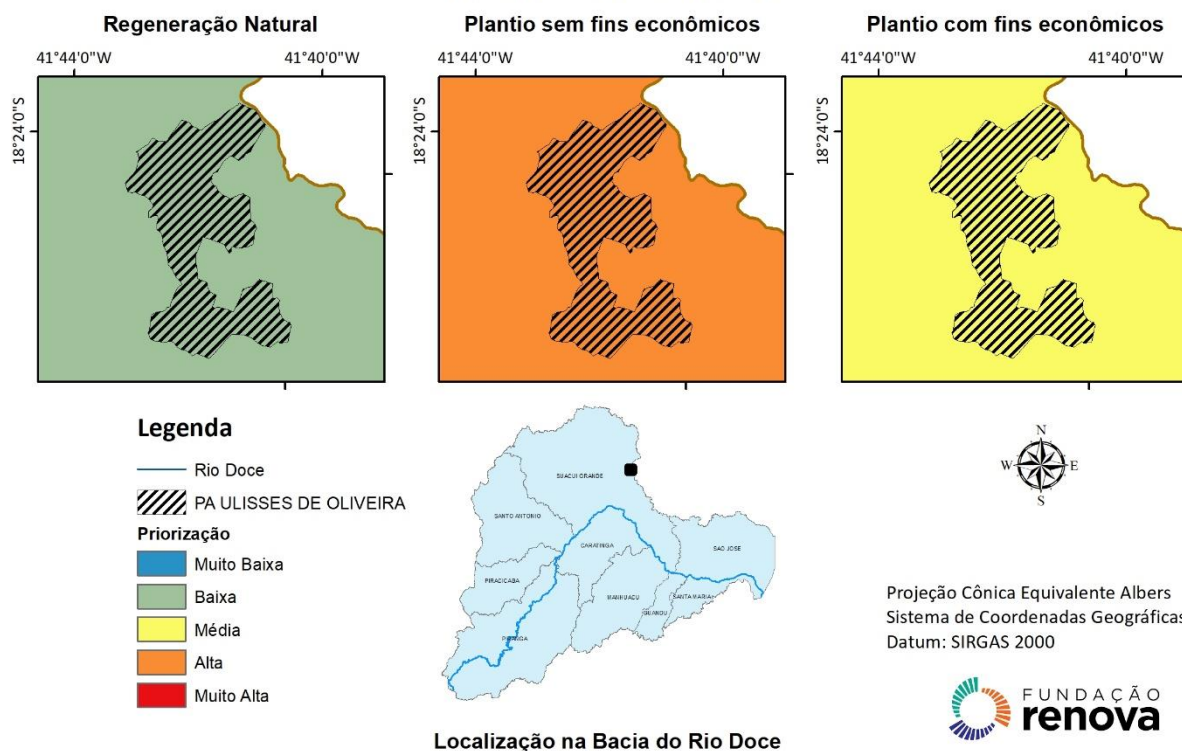 Regeneração Natural
Plantio sem fins econômicos
Plantio com fins econômicos
41°44'0"W
41°40'0"W
41°44'0"W
41°40'0"W
41°44'0"W
41°40'0"W
18°24'0"S
18°24'0"S
18°24'0"S
Legenda
Rio Doce
PA ULISSES DE OLIVEIRA
Priorização
Muito Baixa
Baixa
Média
Alta
Muito Alta
SUACUI GRANDE
SANTO ANTONIO
CARATINGA
SAO JOSE
PIRACICABA
MANHUACU
SANTA MARIA
GUANDU
PIRANGA
Localização na Bacia do Rio Doce
N
W
E
S
Projeção Cônica Equivalente Albers
Sistema de Coordenadas Geográficas
Datum: SIRGAS 2000
FUNDAÇÃO
renova